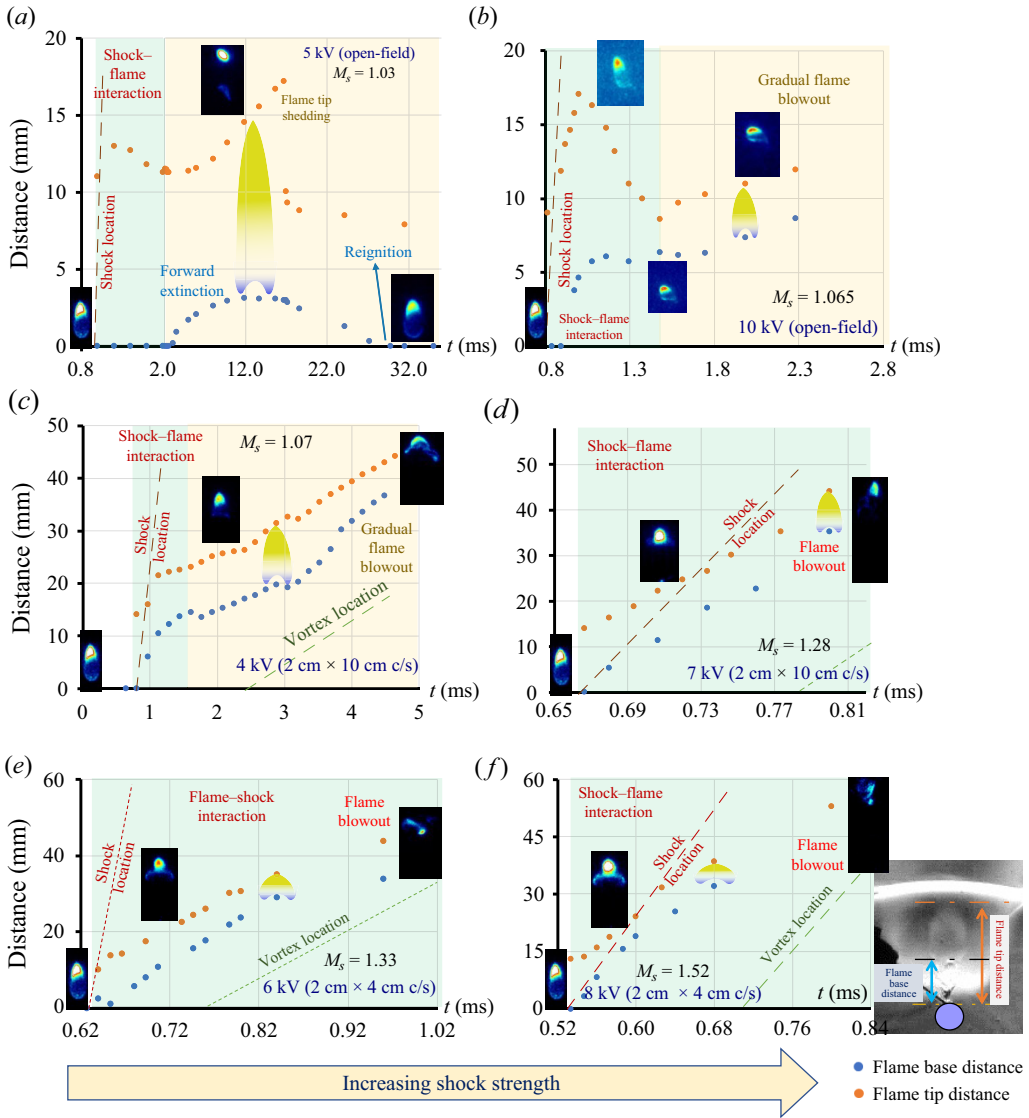 (a)
20
15
10
5
0
Distance (mm)
Shock–
flame
interaction
5 kV (open-field)
Ms = 1.03
Flame tip
shedding
Shock location
Forward
extinction
Reignition
0.8
2.0
12.0
22.0
32.0
t (ms)
(b)
20
15
10
5
0
Gradual flame
blowout
Shock location
Shock–flame
interaction
Ms = 1.065
10 kV (open-field)
0.8
1.3
1.8
2.3
2.8
t (ms)
(c)
50
40
30
20
10
0
Distance (mm)
Shock–flame
interaction
Ms = 1.07
Shock
location
Gradual
flame
blowout
Vortex location
4 kV (2 cm × 10 cm c/s)
0
1
2
3
4
5
t (ms)
(d)
50
40
30
20
10
0
Shock–flame
interaction
Shock
location
Flame
blowout
Ms = 1.28
7 kV (2 cm × 10 cm c/s)
0.65
0.69
0.73
0.77
0.81
t (ms)
(e)
60
40
20
0
Distance (mm)
Flame–shock
interaction
Flame
blowout
Shock
location
Vortex location
Ms = 1.33
6 kV (2 cm × 4 cm c/s)
0.62
0.72
0.82
0.92
1.02
t (ms)
(f)
60
45
30
15
0
Shock–flame
interaction
Shock
location
Flame
blowout
Vortex location
Ms = 1.52
8 kV (2 cm × 4 cm c/s)
0.52
0.60
0.68
0.76
0.84
t (ms)
Flame
base
distance
Flame tip distance
Increasing shock strength
Flame base distance
Flame tip distance